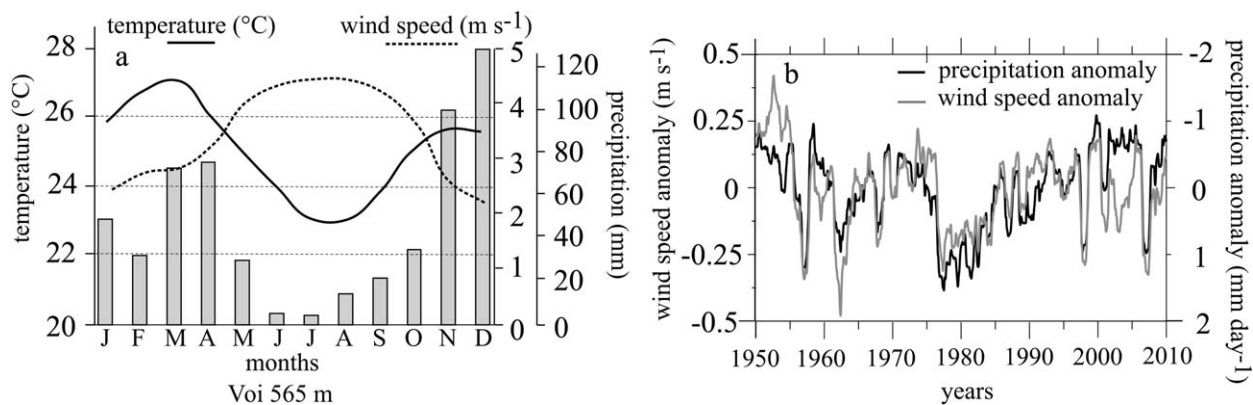 temperature (°C)
wind speed (m s-1)
a
28
26
24
22
20
temperature (°C)
5
4
3
2
1
0
120
100
80
60
40
20
0
precipitation (mm)
J F M A M J J A S O N D
months
Voi 565 m
b
precipitation anomaly
wind speed anomaly
0.5
0.25
0
-0.25
-0.5
wind speed anomaly (m s-1)
-2
-1
0
1
2
precipitation anomaly (mm day-1)
1950 1960 1970 1980 1990 2000 2010
years